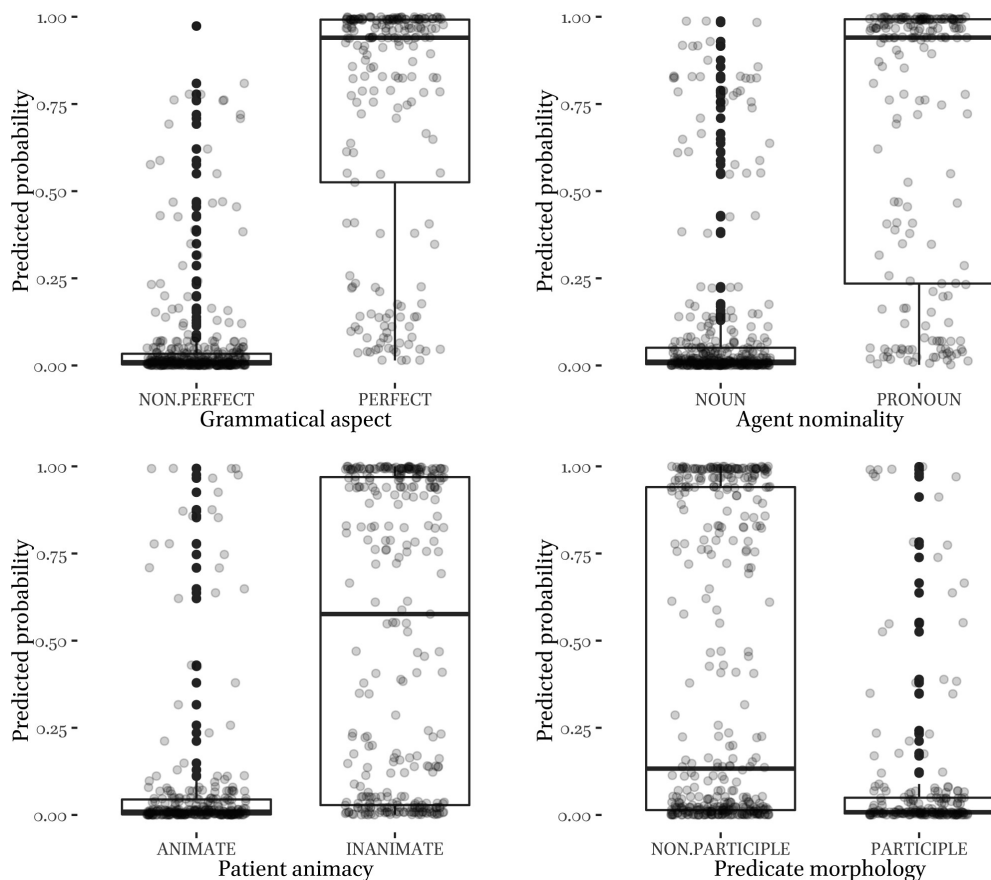 Predicted probability
1.00
0.75
0.50
0.25
0.00
NON.PERFECT PERFECT
Grammatical aspect
Predicted probability
1.00
0.75
0.50
0.25
0.00
NOUN PRONOUN
Agent nominality
Predicted probability
1.00
0.75
0.50
0.25
0.00
ANIMATE INANIMATE
Patient animacy
Predicted probability
1.00
0.75
0.50
0.25
0.00
NON.PARTICIPLE PARTICIPLE
Predicate morphology